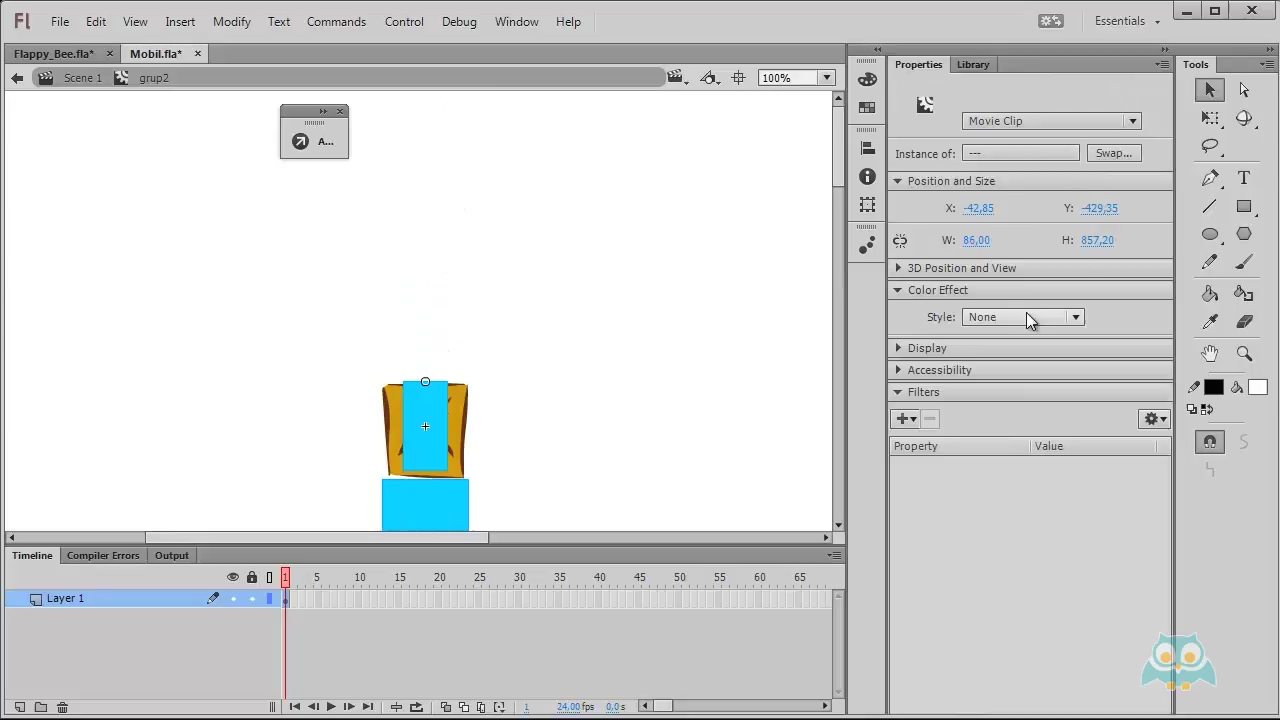 Fl File Edit View Insert Modify Text Commands Control Debug Window Help Essentials
Flappy_Bee.fla* Mobil.fla*
Scene 1 grup2 100%
A...
Properties Library
Movie Clip
Instance of: --- Swap...
Position and Size
X: -42,85 Y: -429,35
W: 86,00 H: 857,20
3D Position and View
Color Effect
Style: None
Display
Accessibility
Filters
Property Value
Tools
T
Timeline Compiler Errors Output
1 5 10 15 20 25 30 35 40 45 50 55 60 65
Layer 1
1 24.00 fps 0.0 s